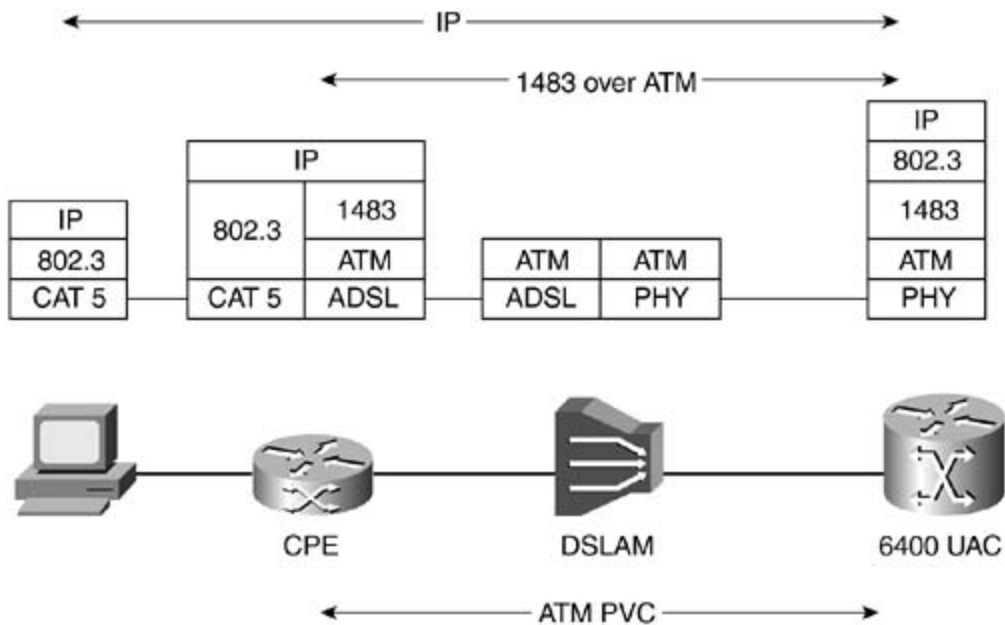 IP
1483 over ATM
IP
802.3
CAT 5
IP
802.3
1483
ATM
CAT 5
ADSL
ATM
ATM
ADSL
PHY
IP
802.3
1483
ATM
PHY
CPE
DSLAM
6400 UAC
ATM PVC